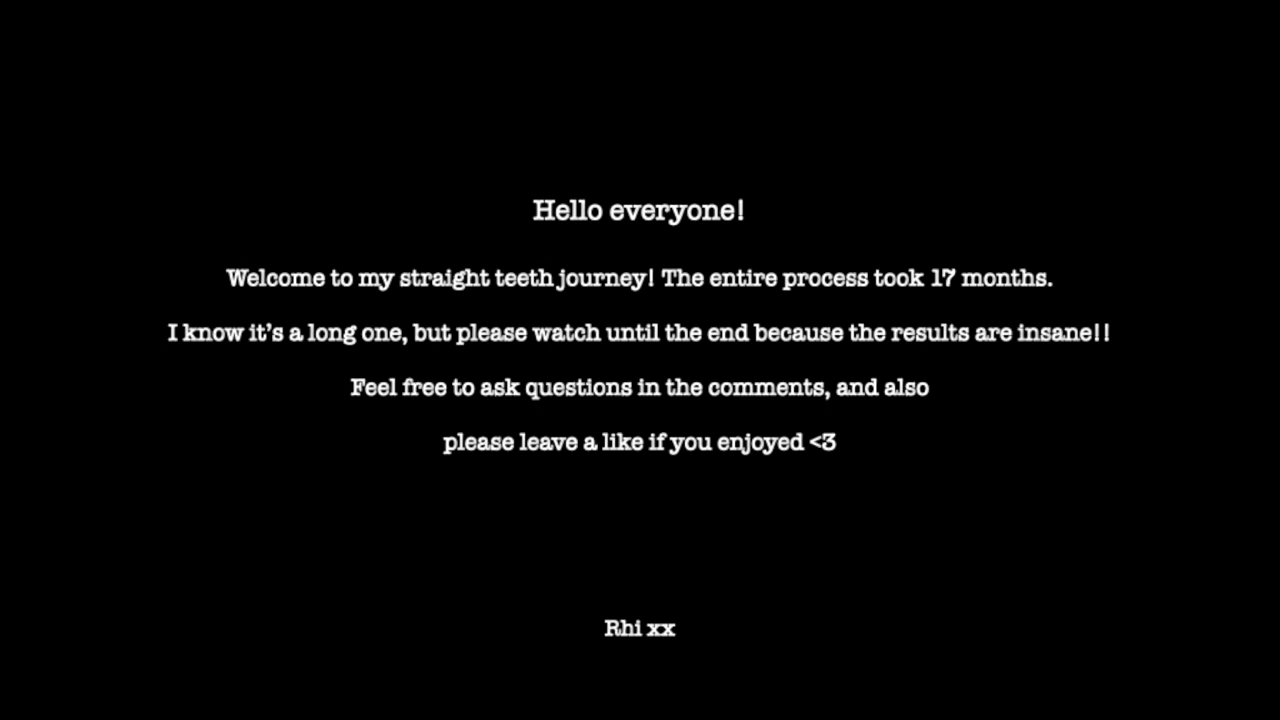 Hello everyone!
Welcome to my straight teeth journey! The entire process took 17 months.
I know it's a long one, but please watch until the end because the results are insane!!
Feel free to ask questions in the comments, and also
please leave a like if you enjoyed <3
Rhi xx